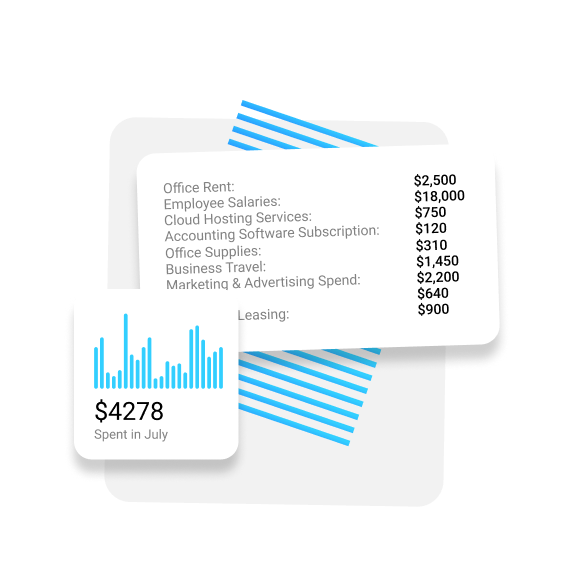 Office Rent: $2,500
Employee Salaries: $18,000
Cloud Hosting Services: $750
Accounting Software Subscription: $120
Office Supplies: $310
Business Travel: $1,450
Marketing & Advertising Spend: $2,200
$640
Leasing: $900
$4278
Spent in July